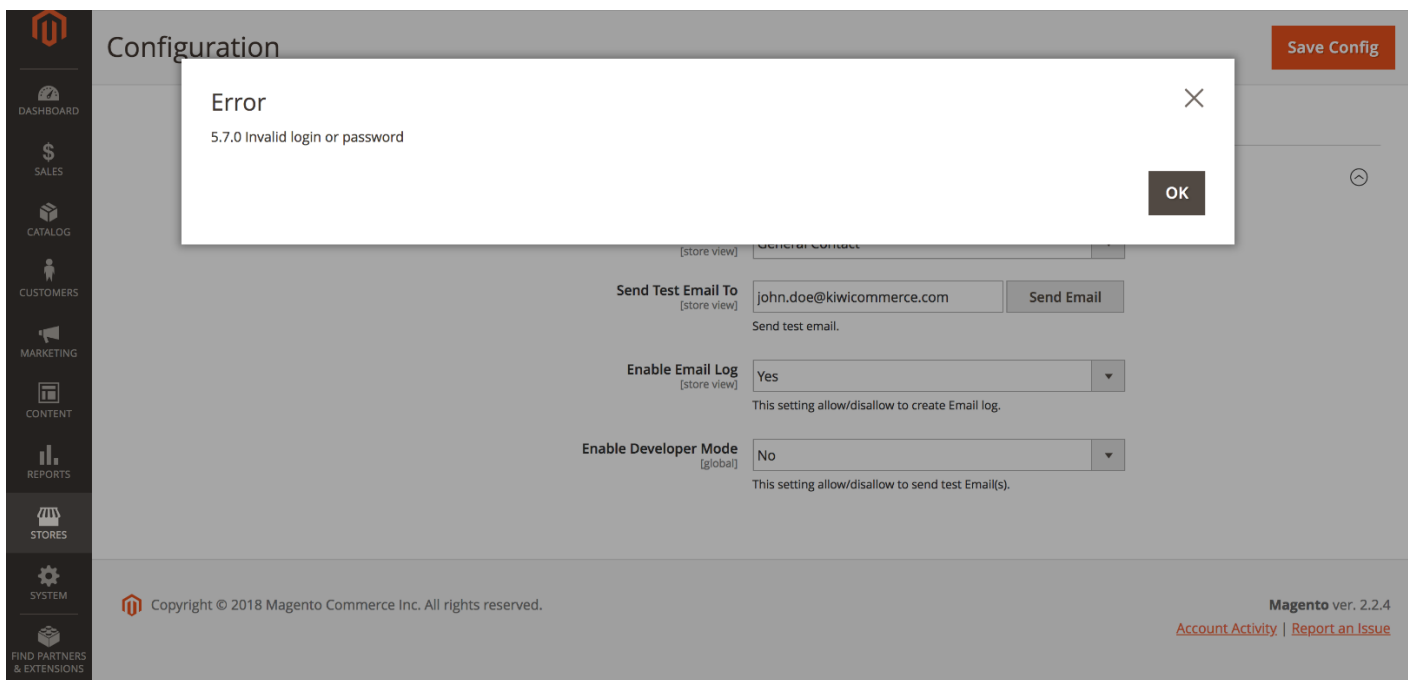 Configuration
Save Config
Error
5.7.0 Invalid login or password
OK
DASHBOARD
SALES
CATALOG
CUSTOMERS
MARKETING
CONTENT
REPORTS
STORES
SYSTEM
FIND PARTNERS
& EXTENSIONS
[store view]
General Contact
Send Test Email To
[store view]
john.doe@kiwicommerce.com
Send Email
Send test email.
Enable Email Log
[store view]
Yes
This setting allow/disallow to create Email log.
Enable Developer Mode
[global]
No
This setting allow/disallow to send test Email(s).
Copyright © 2018 Magento Commerce Inc. All rights reserved.
Magento ver. 2.2.4
Account Activity | Report an Issue